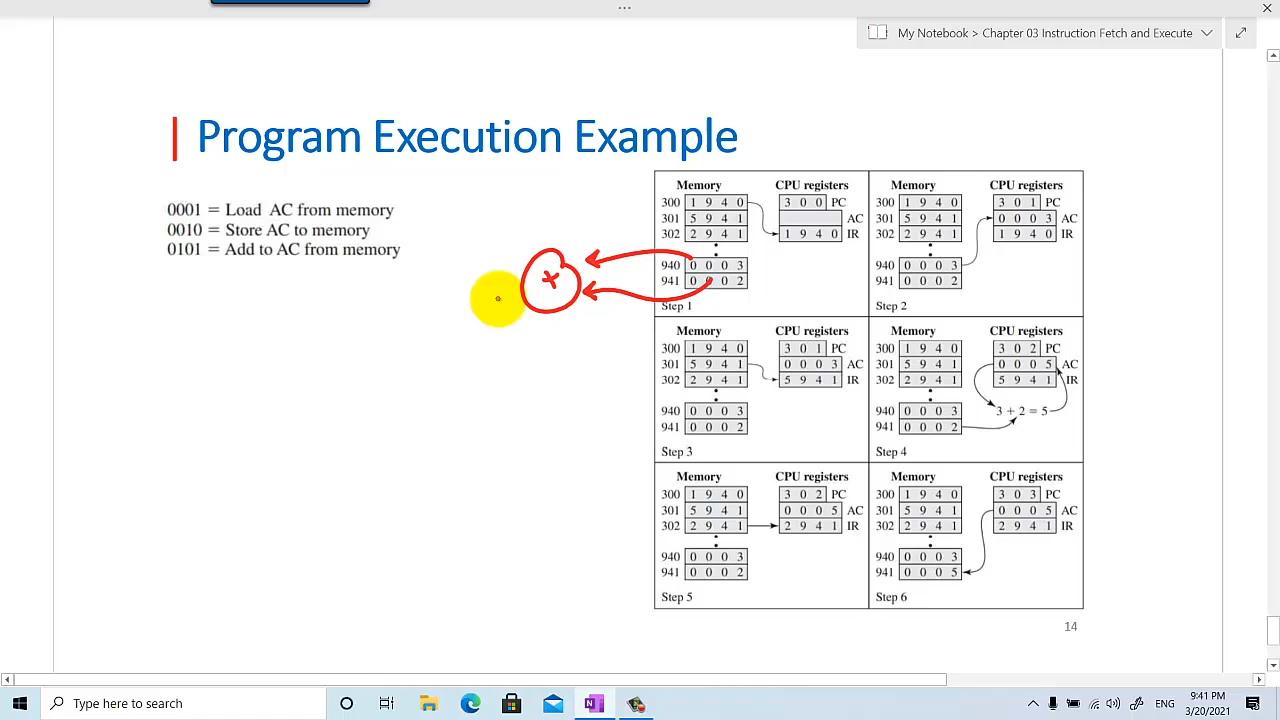 My Notebook > Chapter 03 Instruction Fetch and Execute
Program Execution Example
0001 = Load AC from memory
0010 = Store AC to memory
0101 = Add to AC from memory
+
Memory CPU registers
300 1 9 4 0 3 0 0 PC
301 5 9 4 1 AC
302 2 9 4 1 1 9 4 0 IR
940 0 0 0 3
941 0 0 0 2
Step 1
Memory CPU registers
300 1 9 4 0 3 0 1 PC
301 5 9 4 1 0 0 0 3 AC
302 2 9 4 1 1 9 4 0 IR
940 0 0 0 3
941 0 0 0 2
Step 2
Memory CPU registers
300 1 9 4 0 3 0 1 PC
301 5 9 4 1 0 0 0 3 AC
302 2 9 4 1 5 9 4 1 IR
940 0 0 0 3
941 0 0 0 2
Step 3
Memory CPU registers
300 1 9 4 0 3 0 2 PC
301 5 9 4 1 0 0 0 5 AC
302 2 9 4 1 5 9 4 1 IR
940 0 0 0 3 3 + 2 = 5
941 0 0 0 2
Step 4
Memory CPU registers
300 1 9 4 0 3 0 2 PC
301 5 9 4 1 0 0 0 5 AC
302 2 9 4 1 2 9 4 1 IR
940 0 0 0 3
941 0 0 0 2
Step 5
Memory CPU registers
300 1 9 4 0 3 0 3 PC
301 5 9 4 1 0 0 0 5 AC
302 2 9 4 1 2 9 4 1 IR
940 0 0 0 3
941 0 0 0 5
Step 6
14
Type here to search
ENG
9:41 PM
3/20/2021